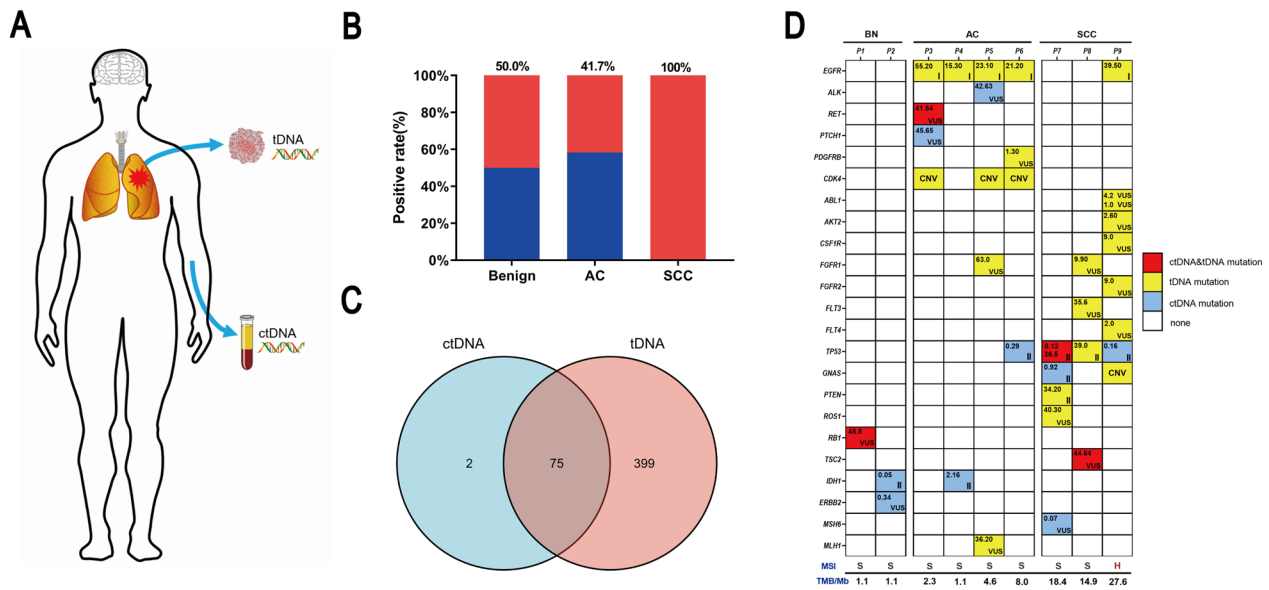 A
tDNA
ctDNA
B
50.0% 41.7% 100%
100%
80%
60%
40%
20%
0%
Positive rate(%)
Benign AC SCC
C
ctDNA tDNA
2 75 399
D
BN AC SCC
P1 P2 P3 P4 P5 P6 P7 P8 P9
EGFR 55.20 I 15.30 I 23.10 I 21.20 I 39.50 I
ALK 42.63 VUS
RET 41.54 VUS
PTCH1 45.65 VUS
PDGFRB 1.30 VUS
CDK4 CNV CNV CNV
ABL1 4.2 VUS
1.0 VUS
AKT2 2.60 VUS
CSF1R 9.0 VUS
FGFR1 63.0 VUS 9.90 VUS
FGFR2 9.0 VUS
FLT3 35.6 VUS
FLT4 2.0 VUS
TP53 0.29 II 0.12 36.5 II 39.0 II 0.16 II
GNAS 0.92 II CNV
PTEN 34.20 II
ROS1 40.30 VUS
RB1 48.9 VUS
TSC2 44.64 VUS
IDH1 0.05 II 2.16 II
ERBB2 0.34 VUS
MSH6 0.07 VUS
MLH1 36.20 VUS
MSI S S S S S S S S H
TMB/Mb 1.1 1.1 2.3 1.1 4.6 8.0 18.4 14.9 27.6
ctDNA&tDNA mutation
tDNA mutation
ctDNA mutation
none